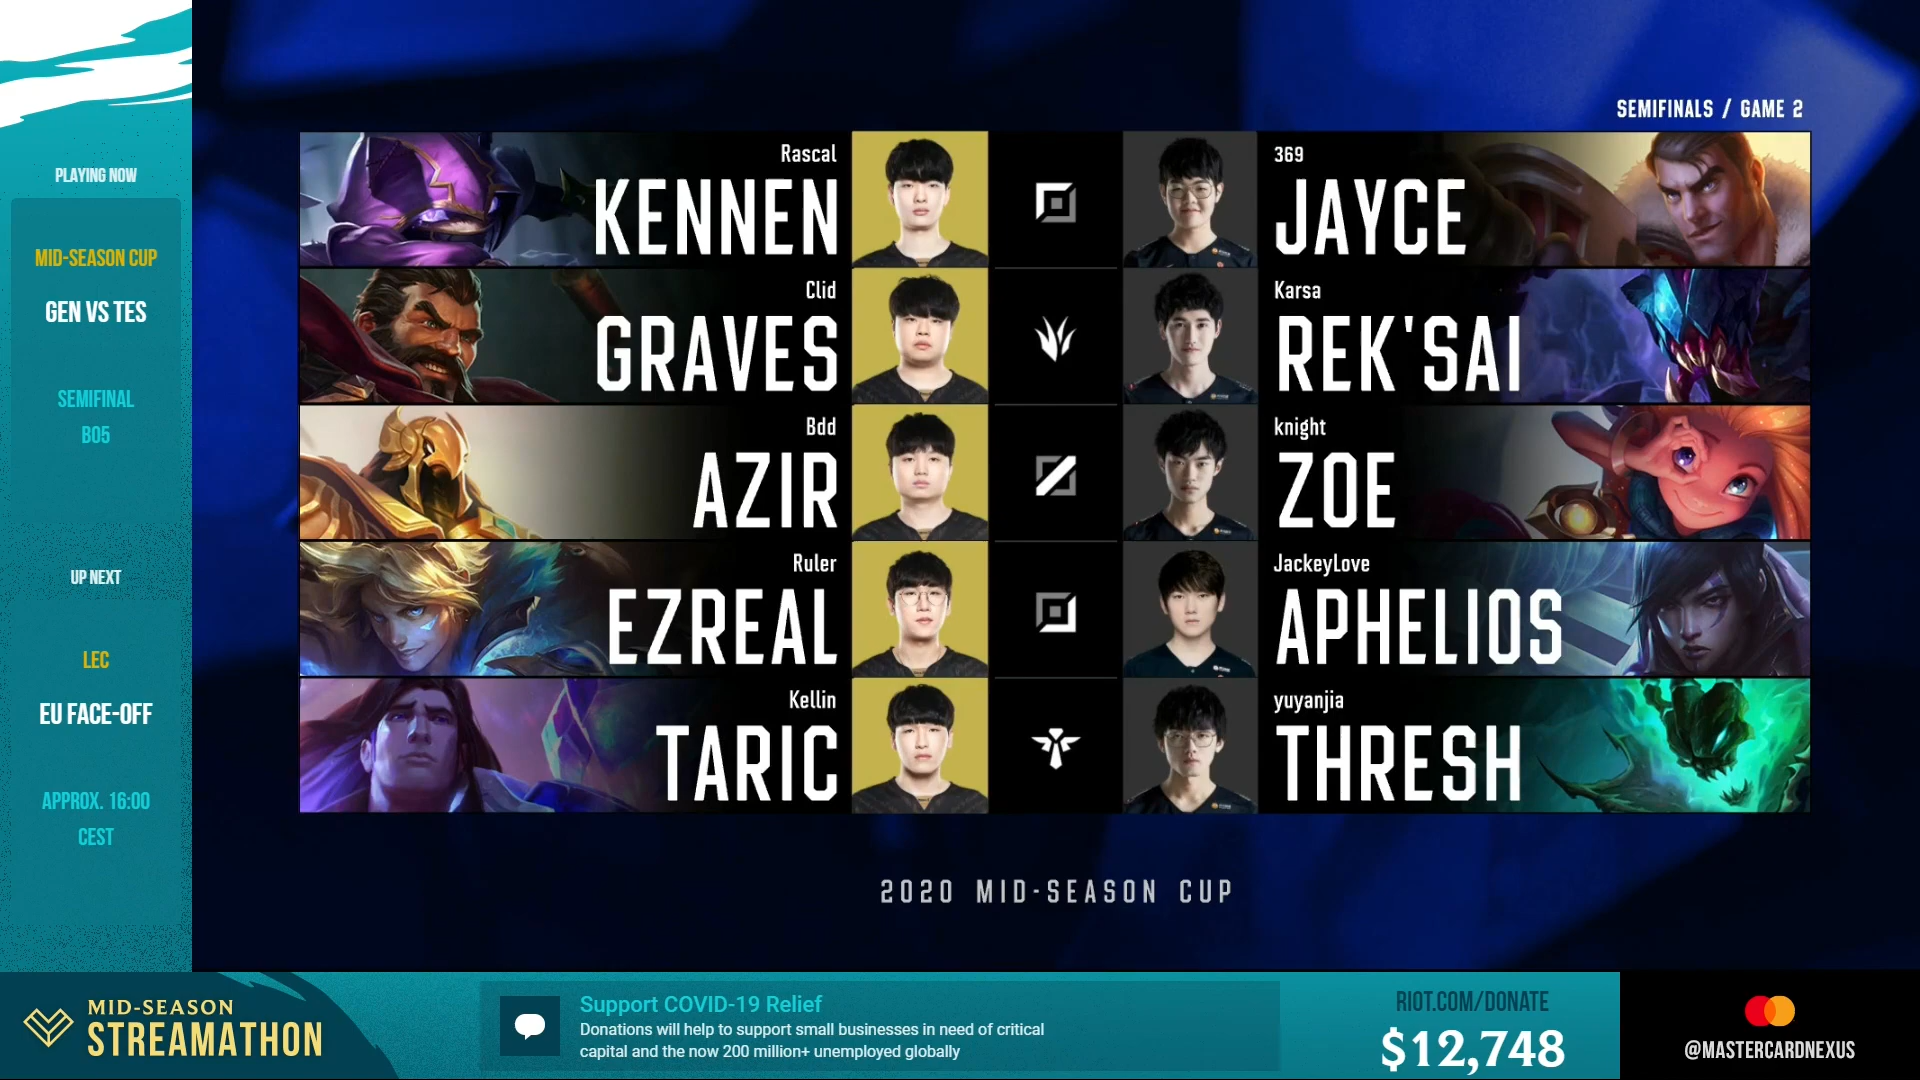 PLAYING NOW
MID-SEASON CUP
GEN VS TES
SEMIFINAL
BO5
UP NEXT
LEC
EU FACE-OFF
APPROX. 16:00
CEST
SEMIFINALS / GAME 2
Rascal
KENNEN
369
JAYCE
Clid
GRAVES
Karsa
REK'SAI
Bdd
AZIR
knight
ZOE
Ruler
EZREAL
JackeyLove
APHELIOS
Kellin
TARIC
yuyanjia
THRESH
2020 MID-SEASON CUP
MID-SEASON
STREAMATHON
Support COVID-19 Relief
Donations will help to support small businesses in need of critical
capital and the now 200 million+ unemployed globally
RIOT.COM/DONATE
$12,748
@MASTERCARDNEXUS